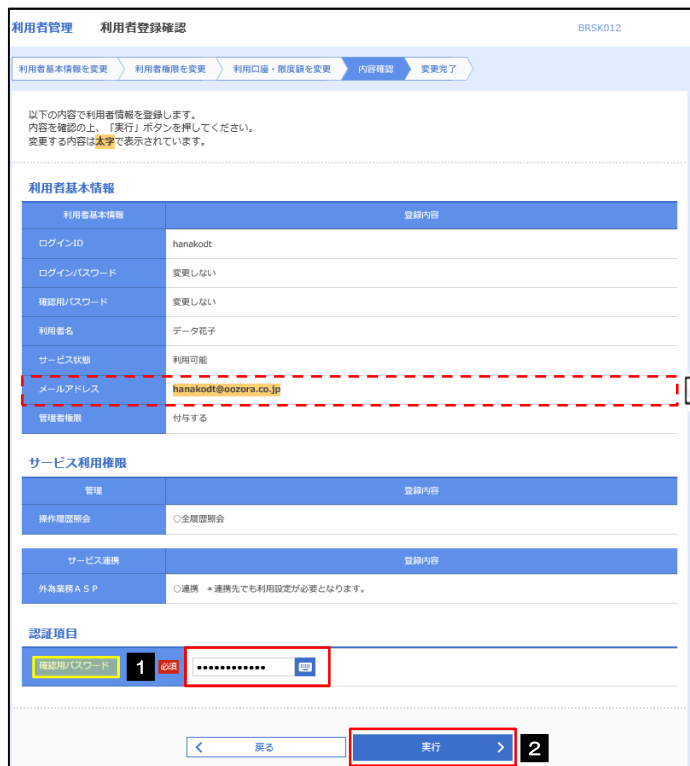 利用者管理 利用者登録確認 BRSK012
利用者基本情報を変更 利用者権限を変更 利用口座・限度額を変更 内容確認 変更完了
以下の内容で利用者情報を登録します。
内容を確認の上、「実行」ボタンを押してください。
変更する内容は太字で表示されています。
利用者基本情報
利用者基本情報 登録内容
ログインID hanakodt
ログインパスワード 変更しない
確認用パスワード 変更しない
利用者名 データ花子
サービス状態 利用可能
メールアドレス hanakodt@oozora.co.jp
管理者権限 付与する
サービス利用権限
管理 登録内容
操作履歴照会 ○全履歴照会
サービス連携 登録内容
外為業務ASP ○連携 *連携先でも利用設定が必要となります。
認証項目
確認用パスワード 1 必須 ••••••••••••
戻る 実行 2